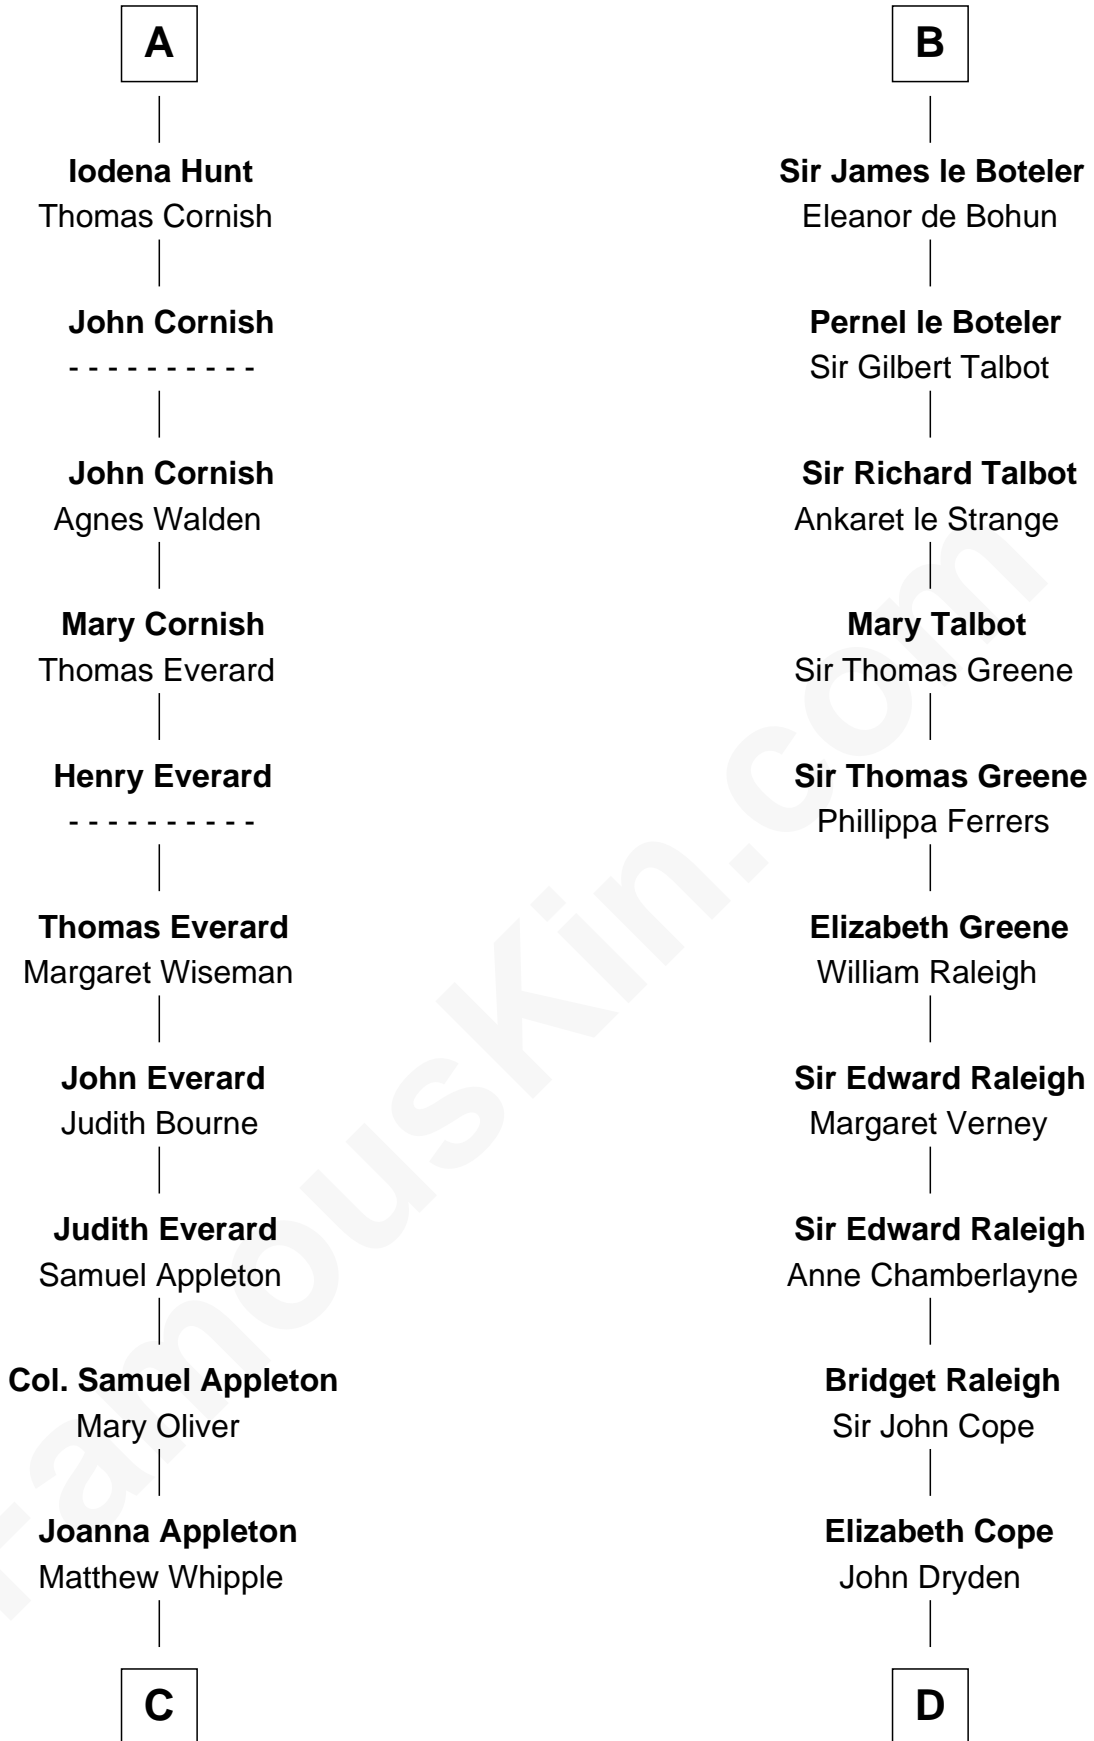 A
Iodena Hunt
Thomas Cornish
John Cornish
- - - - - - - - - -
John Cornish
Agnes Walden
Mary Cornish
Thomas Everard
Henry Everard
- - - - - - - - - -
Thomas Everard
Margaret Wiseman
John Everard
Judith Bourne
Judith Everard
Samuel Appleton
Col. Samuel Appleton
Mary Oliver
Joanna Appleton
Matthew Whipple
C
B
Sir James le Boteler
Eleanor de Bohun
Pernel le Boteler
Sir Gilbert Talbot
Sir Richard Talbot
Ankaret le Strange
Mary Talbot
Sir Thomas Greene
Sir Thomas Greene
Phillippa Ferrers
Elizabeth Greene
William Raleigh
Sir Edward Raleigh
Margaret Verney
Sir Edward Raleigh
Anne Chamberlayne
Bridget Raleigh
Sir John Cope
Elizabeth Cope
John Dryden
D
FamousKin.com